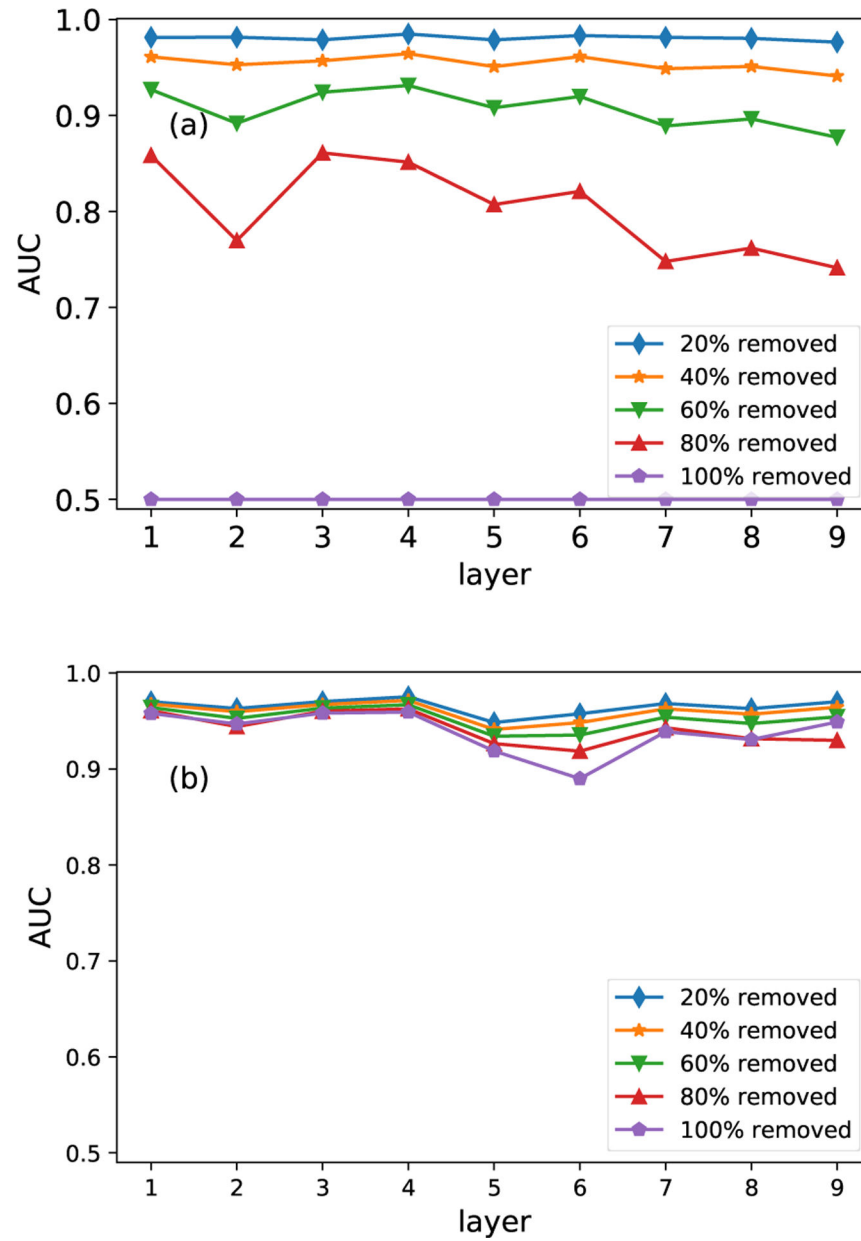 1.0
0.9
(a)
0.8
AUC
0.7
0.6
0.5
20% removed
40% removed
60% removed
80% removed
100% removed
1 2 3 4 5 6 7 8 9
layer
1.0
0.9
(b)
0.8
AUC
0.7
0.6
0.5
20% removed
40% removed
60% removed
80% removed
100% removed
1 2 3 4 5 6 7 8 9
layer